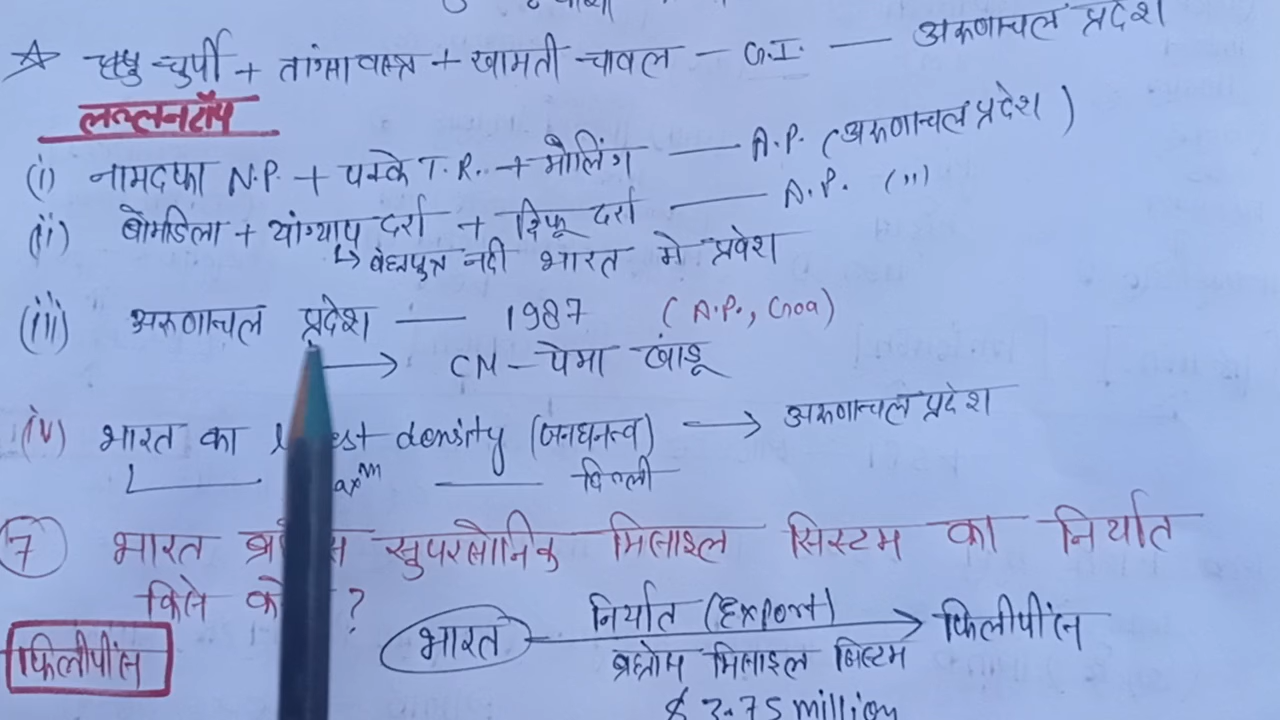 ☆ छुर्पी + तांग्सा वस्त्र + खामती चावल – G.I. — अरुणाचल प्रदेश
लल्लनटॉप
(i) नामदफा N.P. + पक्के T.R. + मौलिंग — A.P. (अरुणाचल प्रदेश)
(ii) बोमडिला + यांग्याप दर्रा + दिफू दर्रा — A.P. (")
↳ ब्रह्मपुत्र नदी भारत मे प्रवेश
(iii) अरुणाचल प्रदेश — 1987 (A.P., Goa)
→ CM – पेमा खांडू
(iv) भारत का density (जनघनत्व) → अरुणाचल प्रदेश
दिल्ली
7 भारत सुपरसोनिक मिसाइल सिस्टम का निर्यात
किसे ?
फिलीपींस
भारत निर्यात (Export) → फिलीपींस
ब्रह्मोस मिसाइल सिस्टम
million